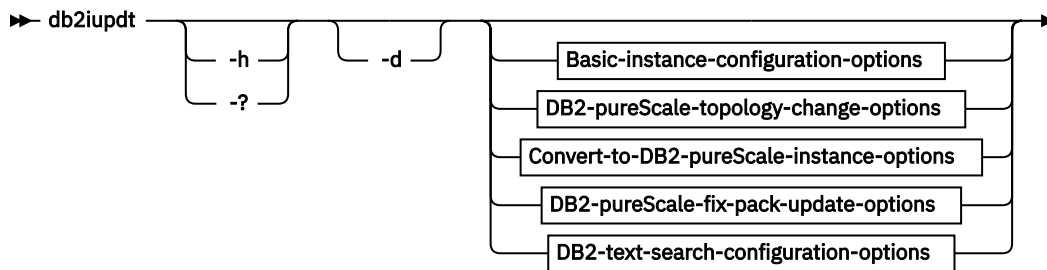 db2iupdt
-h
-?
-d
Basic-instance-configuration-options
DB2-pureScale-topology-change-options
Convert-to-DB2-pureScale-instance-options
DB2-pureScale-fix-pack-update-options
DB2-text-search-configuration-options